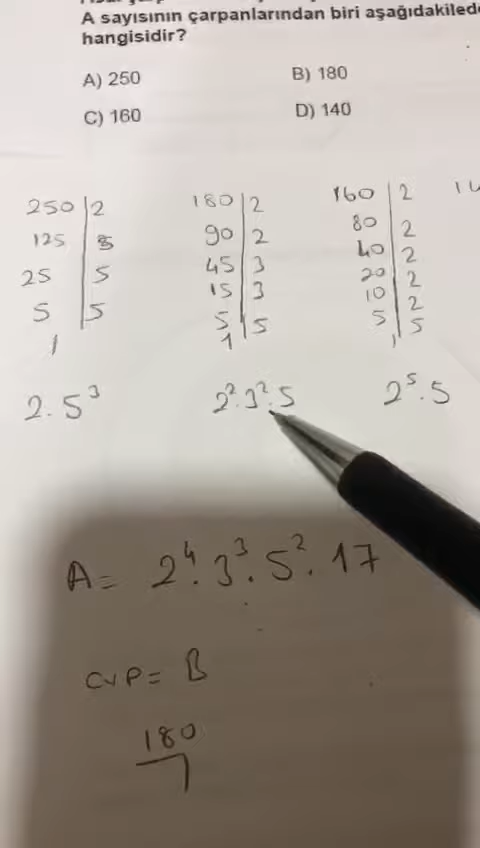 A sayısının çarpanlarından biri aşağıdakilerd
hangisidir?
A) 250
B) 180
C) 160
D) 140
250 2
125 5
25 5
5 5
1
180 2
90 2
45 3
15 3
5 5
1
160 2
80 2
40 2
20 2
10 2
5 5
1
2.5³
2².3².5
2⁵.5
A= 2⁴.3³.5².17
CVP= B
180